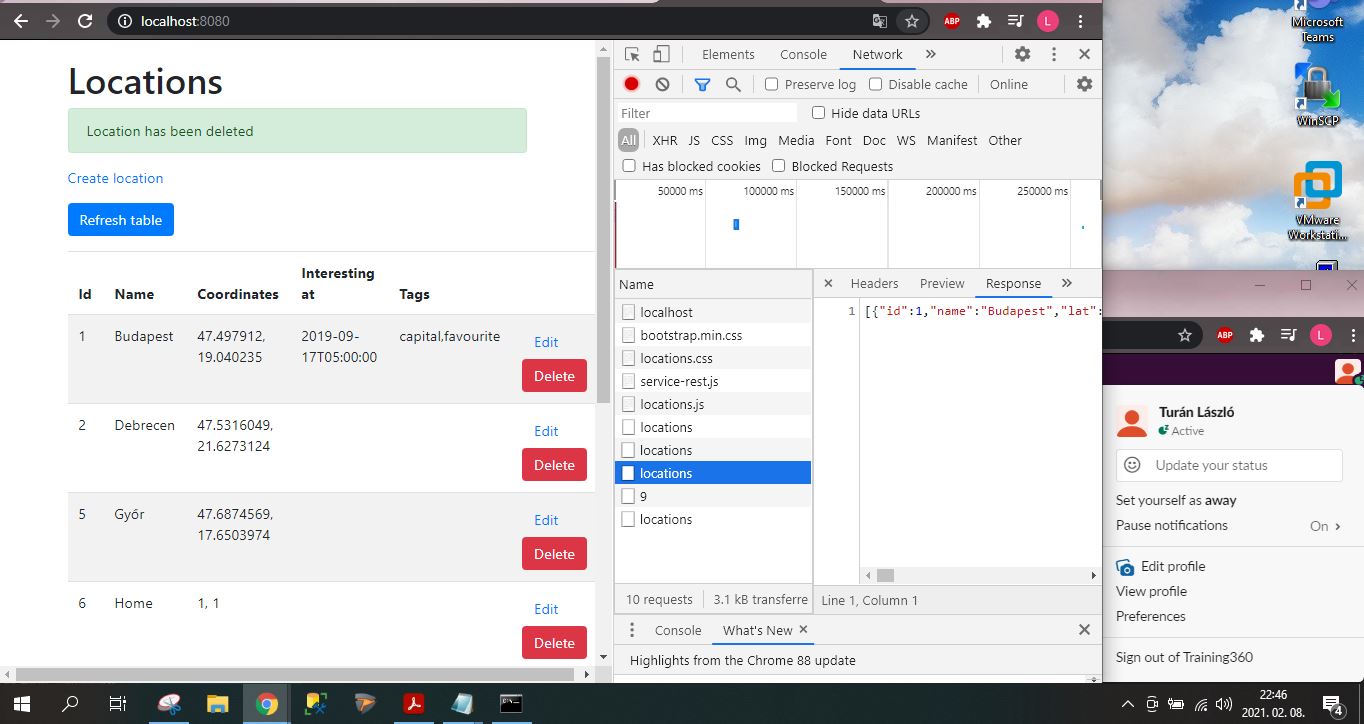 localhost:8080
ABP
L
Locations
Location has been deleted
Create location
Refresh table
Id Name Coordinates Interesting at Tags
1 Budapest 47.497912, 19.040235 2019-09-17T05:00:00 capital,favourite Edit
Delete
2 Debrecen 47.5316049, 21.6273124 Edit
Delete
5 Győr 47.6874569, 17.6503974 Edit
Delete
6 Home 1, 1 Edit
Delete
Elements Console Network
Preserve log Disable cache Online
Filter Hide data URLs
All XHR JS CSS Img Media Font Doc WS Manifest Other
Has blocked cookies Blocked Requests
50000 ms 100000 ms 150000 ms 200000 ms 250000 ms
Name
localhost
bootstrap.min.css
locations.css
service-rest.js
locations.js
locations
locations
locations
9
locations
10 requests 3.1 kB transferre
Headers Preview Response
1 [{"id":1,"name":"Budapest","lat":
Line 1, Column 1
Console What's New
Highlights from the Chrome 88 update
Microsoft
Teams
WinSCP
VMware
Workstati...
ABP
L
Turán László
Active
Update your status
Set yourself as away
Pause notifications On
Edit profile
View profile
Preferences
Sign out of Training360
22:46
2021. 02. 08.
4